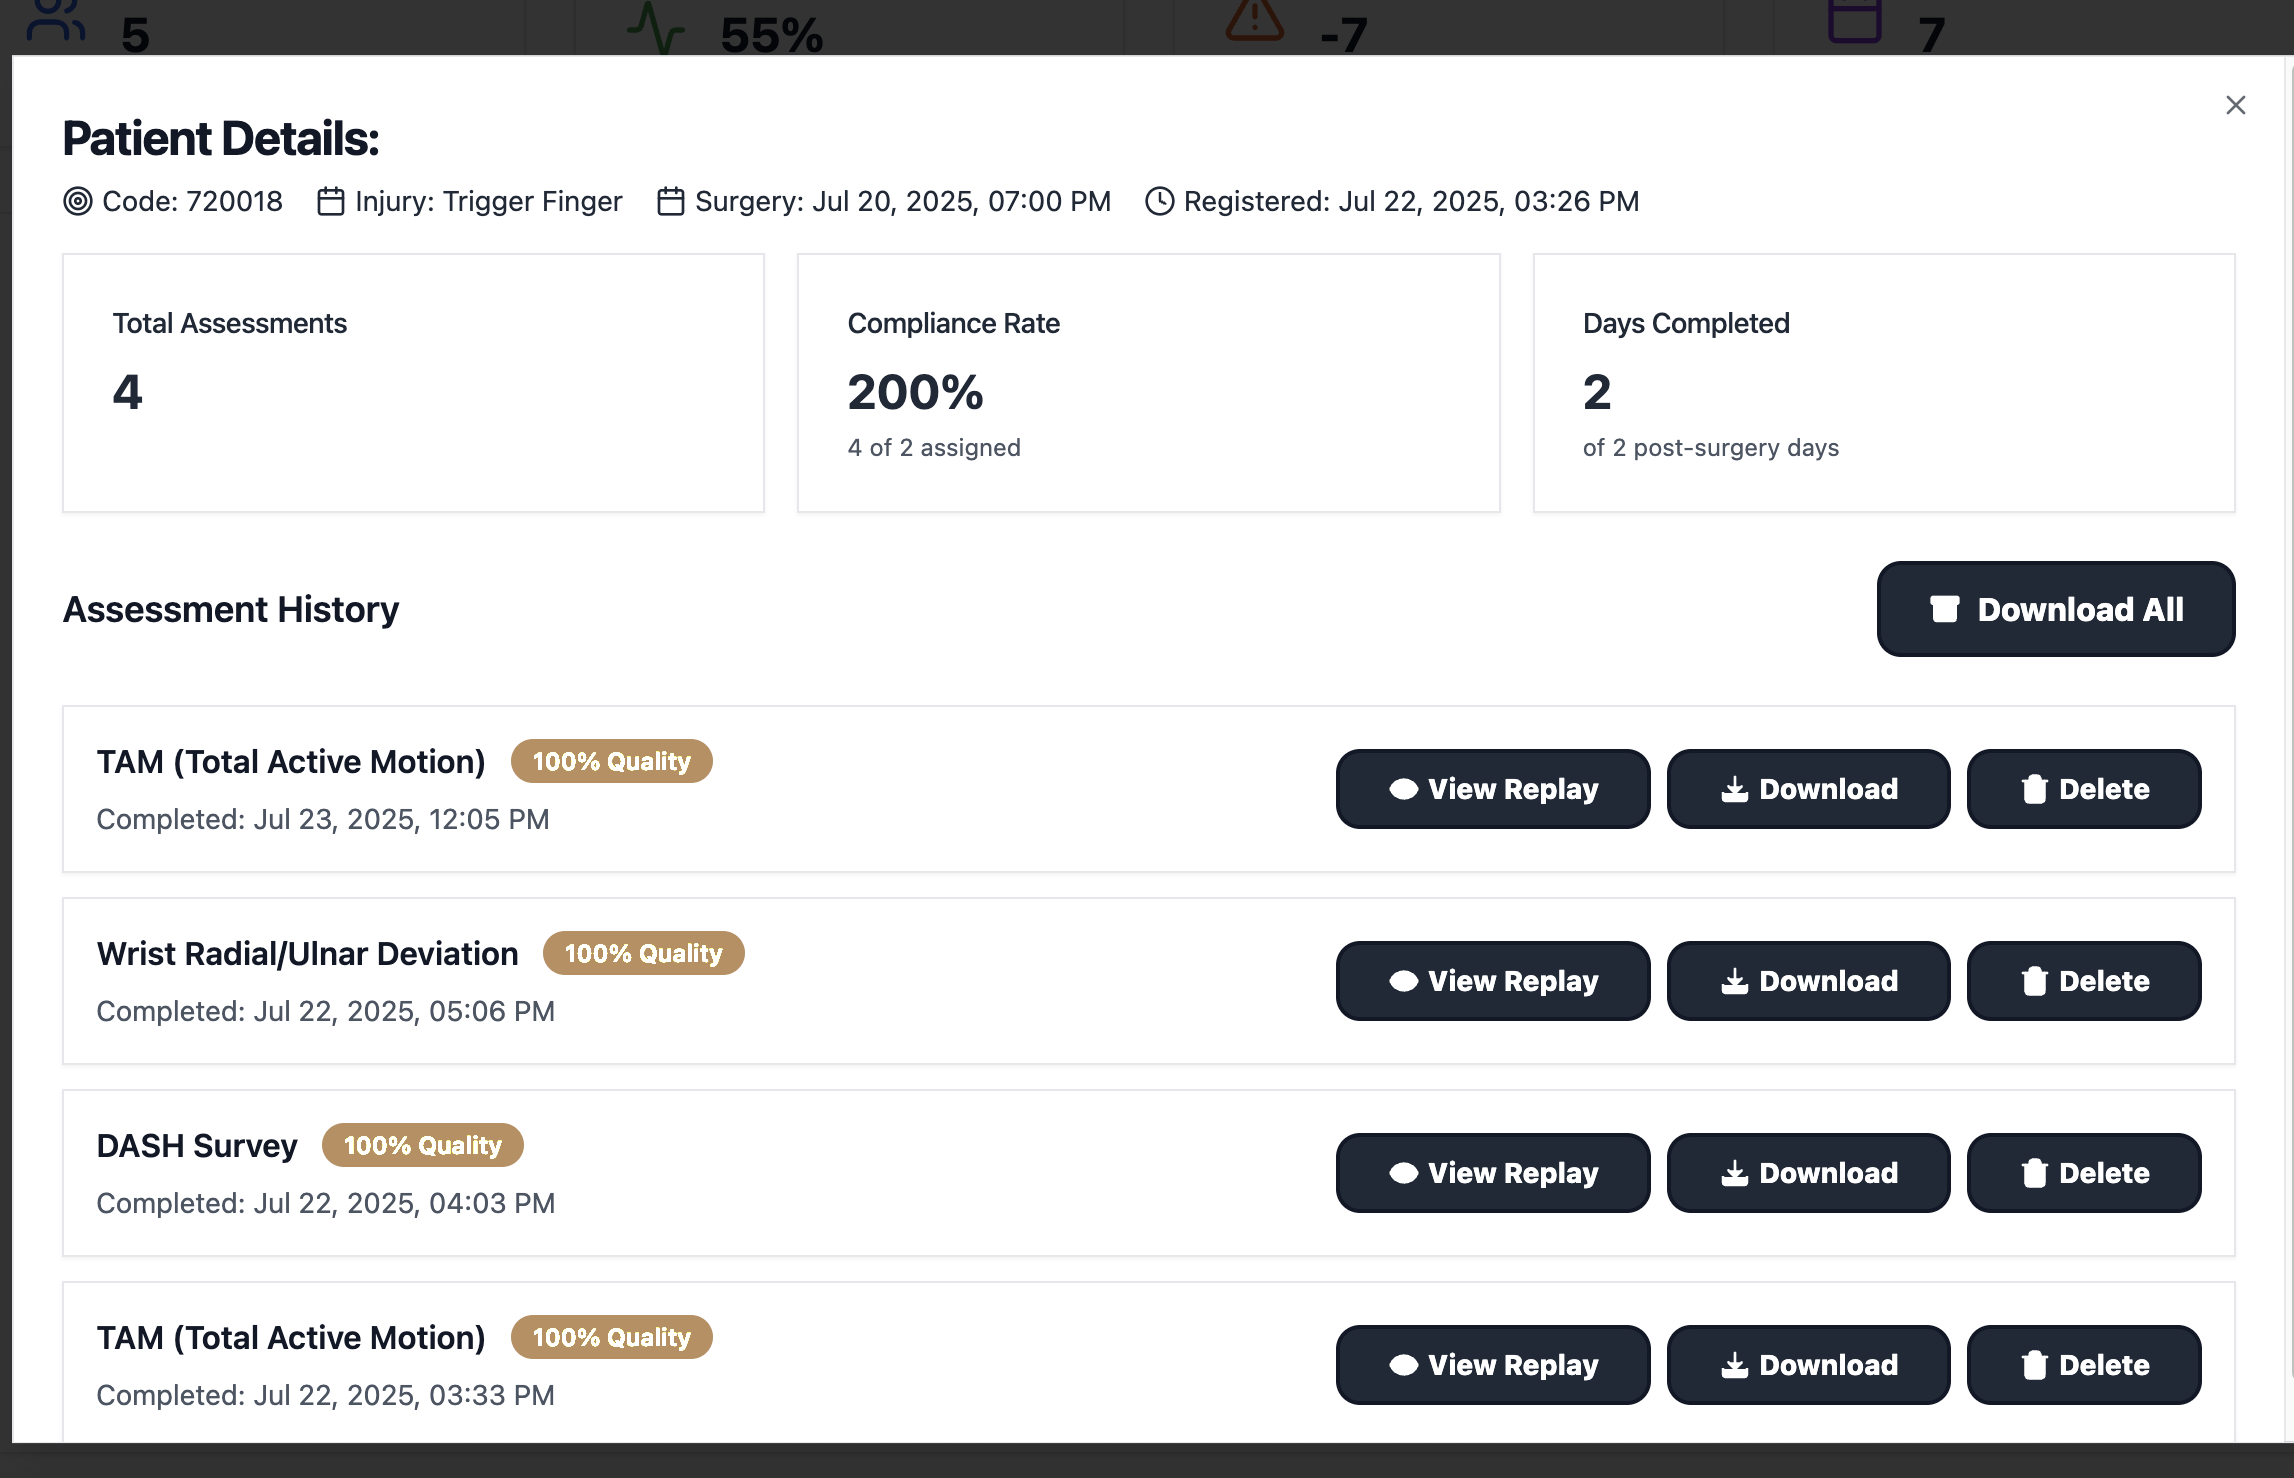 5
55%
-7
7
Patient Details:
Code: 720018 Injury: Trigger Finger Surgery: Jul 20, 2025, 07:00 PM Registered: Jul 22, 2025, 03:26 PM
Total Assessments
4
Compliance Rate
200%
4 of 2 assigned
Days Completed
2
of 2 post-surgery days
Assessment History
Download All
TAM (Total Active Motion) 100% Quality
Completed: Jul 23, 2025, 12:05 PM
View Replay Download Delete
Wrist Radial/Ulnar Deviation 100% Quality
Completed: Jul 22, 2025, 05:06 PM
View Replay Download Delete
DASH Survey 100% Quality
Completed: Jul 22, 2025, 04:03 PM
View Replay Download Delete
TAM (Total Active Motion) 100% Quality
Completed: Jul 22, 2025, 03:33 PM
View Replay Download Delete